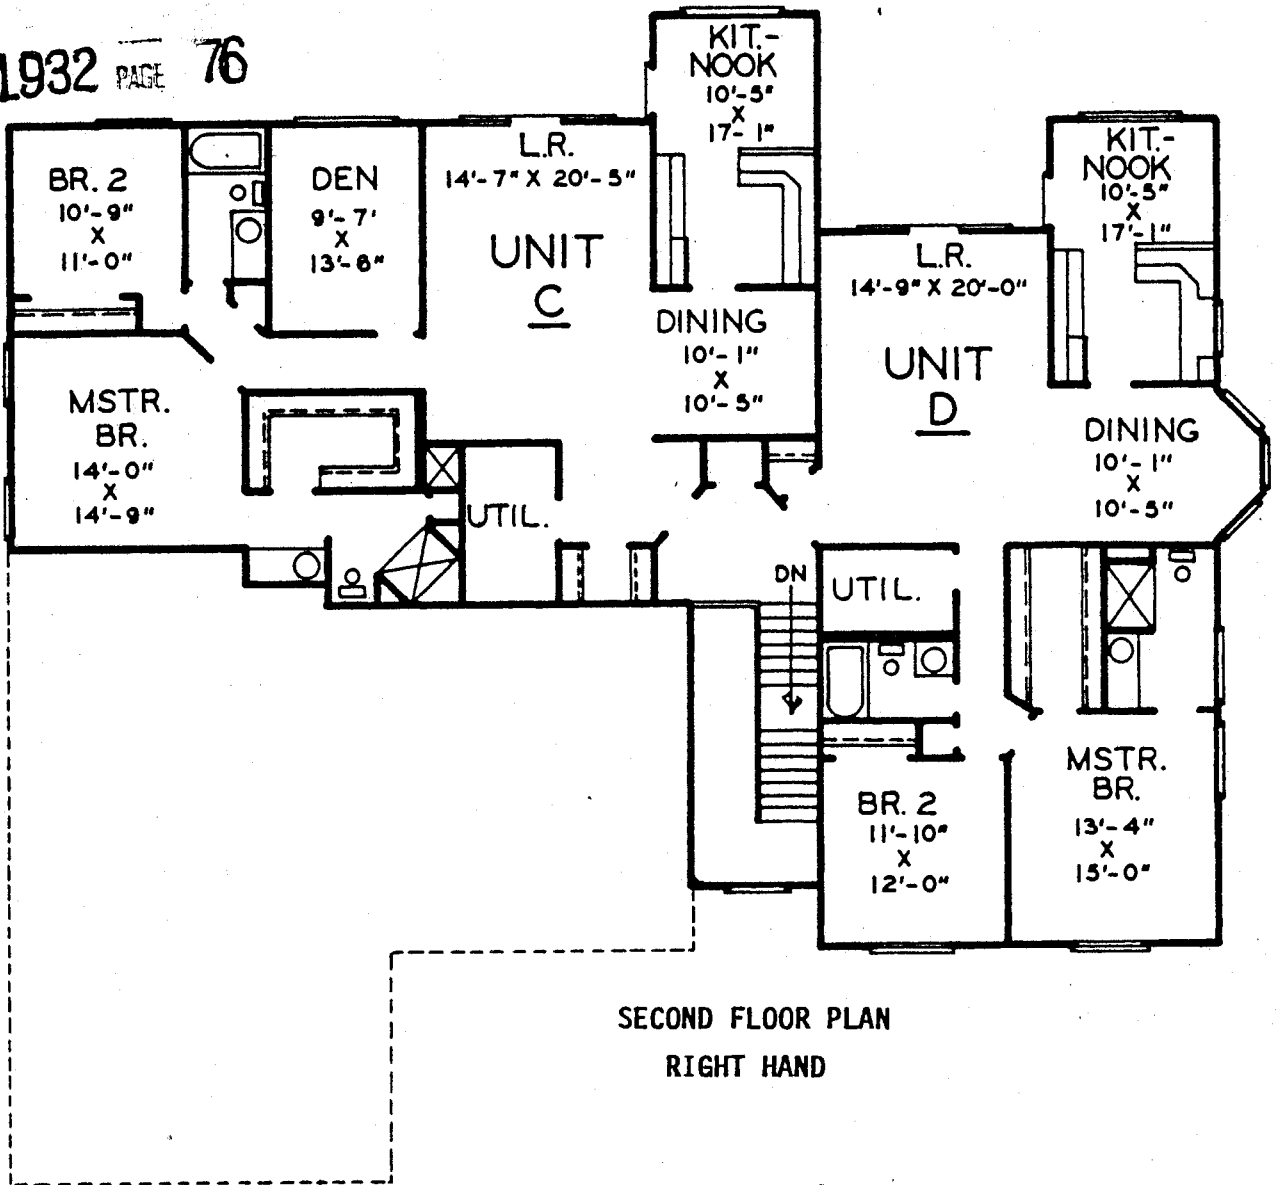 1932 PAGE 76
KIT.-
NOOK
10'-5"
X
17'-1"
BR. 2
10'-9"
X
11'-0"
DEN
9'-7'
X
13'-6"
L.R.
14'-7" X 20'-5"
UNIT
C
DINING
10'-1"
X
10'-5"
MSTR.
BR.
14'-0"
X
14'-9"
UTIL.
KIT.-
NOOK
10'-5"
X
17'-1"
L.R.
14'-9" X 20'-0"
UNIT
D
DINING
10'-1"
X
10'-5"
DN
UTIL.
BR. 2
11'-10"
X
12'-0"
MSTR.
BR.
13'-4"
X
15'-0"
SECOND FLOOR PLAN
RIGHT HAND